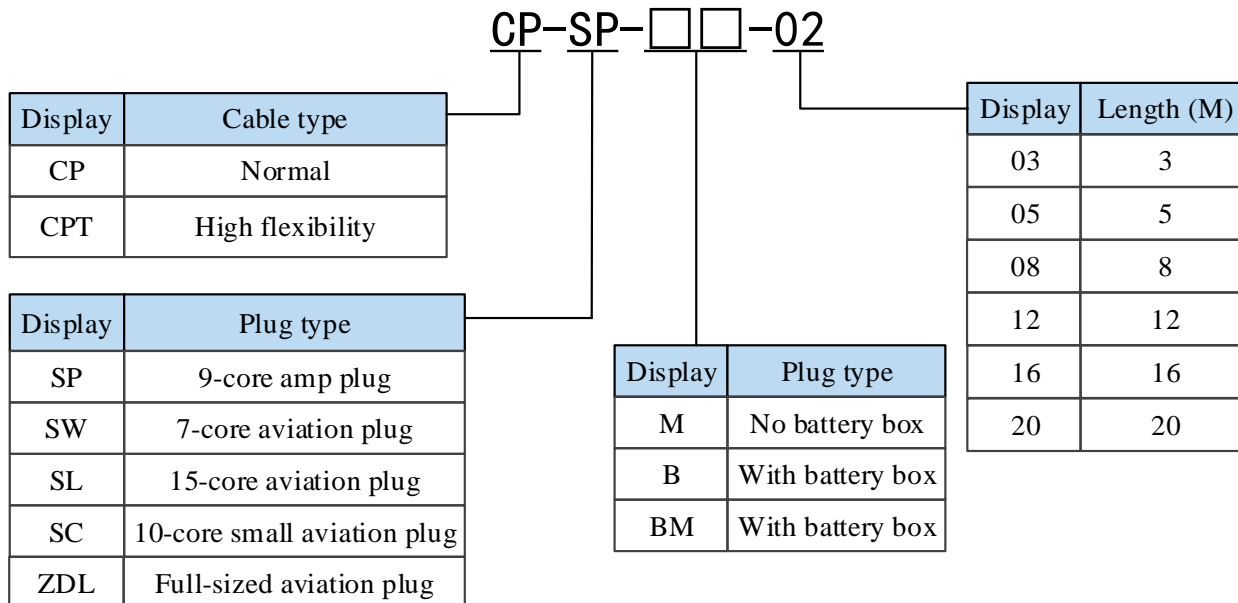 CP-SP-□□-02
Display Cable type
CP Normal
CPT High flexibility
Display Plug type
SP 9-core amp plug
SW 7-core aviation plug
SL 15-core aviation plug
SC 10-core small aviation plug
ZDL Full-sized aviation plug
Display Plug type
M No battery box
B With battery box
BM With battery box
Display Length (M)
03 3
05 5
08 8
12 12
16 16
20 20